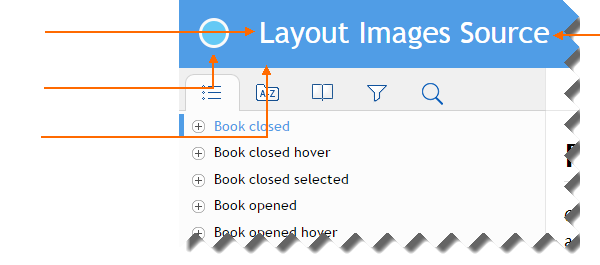 Layout Images Source
A-Z
Book closed
Book closed hover
Book closed selected
Book opened
Book opened hover